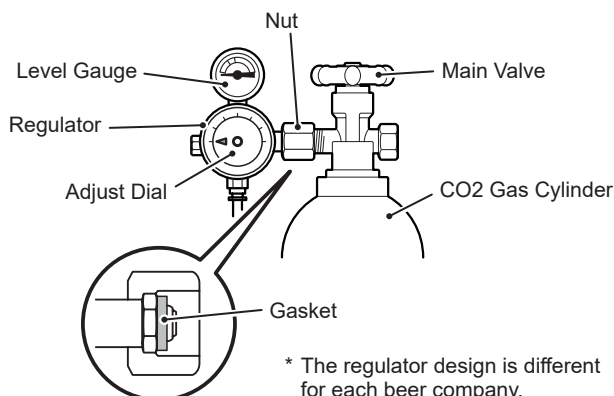 Nut
Level Gauge
Main Valve
Regulator
Adjust Dial
CO2 Gas Cylinder
Gasket
* The regulator design is different
for each beer company.